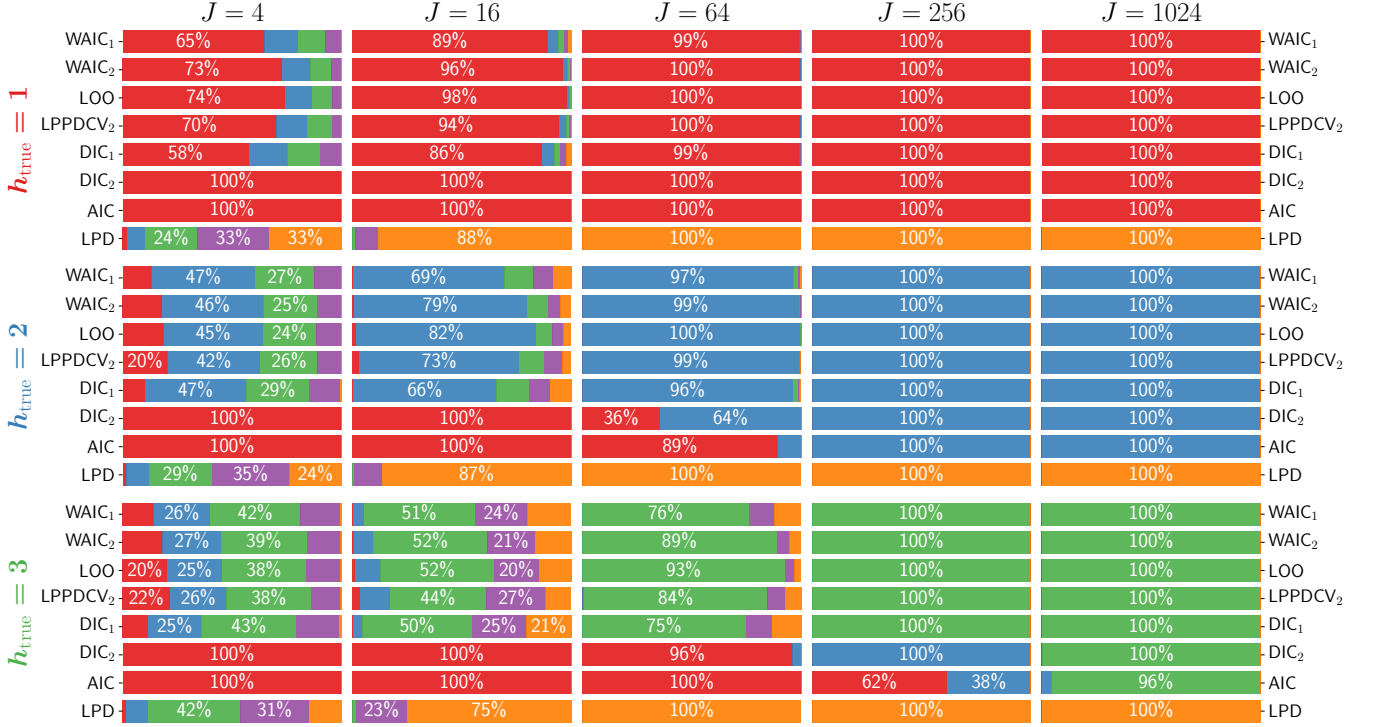 J = 4 J = 16 J = 64 J = 256 J = 1024
h_true = 1
WAIC₁ 65% 89% 99% 100% 100% WAIC₁
WAIC₂ 73% 96% 100% 100% 100% WAIC₂
LOO 74% 98% 100% 100% 100% LOO
LPPDCV₂ 70% 94% 100% 100% 100% LPPDCV₂
DIC₁ 58% 86% 99% 100% 100% DIC₁
DIC₂ 100% 100% 100% 100% 100% DIC₂
AIC 100% 100% 100% 100% 100% AIC
LPD 24% 33% 33% 88% 100% 100% 100% LPD
h_true = 2
WAIC₁ 47% 27% 69% 97% 100% 100% WAIC₁
WAIC₂ 46% 25% 79% 99% 100% 100% WAIC₂
LOO 45% 24% 82% 100% 100% 100% LOO
LPPDCV₂ 20% 42% 26% 73% 99% 100% 100% LPPDCV₂
DIC₁ 47% 29% 66% 96% 100% 100% DIC₁
DIC₂ 100% 100% 36% 64% 100% 100% DIC₂
AIC 100% 100% 89% 100% 100% AIC
LPD 29% 35% 24% 87% 100% 100% 100% LPD
h_true = 3
WAIC₁ 26% 42% 51% 24% 76% 100% 100% WAIC₁
WAIC₂ 27% 39% 52% 21% 89% 100% 100% WAIC₂
LOO 20% 25% 38% 52% 20% 93% 100% 100% LOO
LPPDCV₂ 22% 26% 38% 44% 27% 84% 100% 100% LPPDCV₂
DIC₁ 25% 43% 50% 25% 21% 75% 100% 100% DIC₁
DIC₂ 100% 100% 96% 100% 100% DIC₂
AIC 100% 100% 100% 62% 38% 96% AIC
LPD 42% 31% 23% 75% 100% 100% 100% LPD